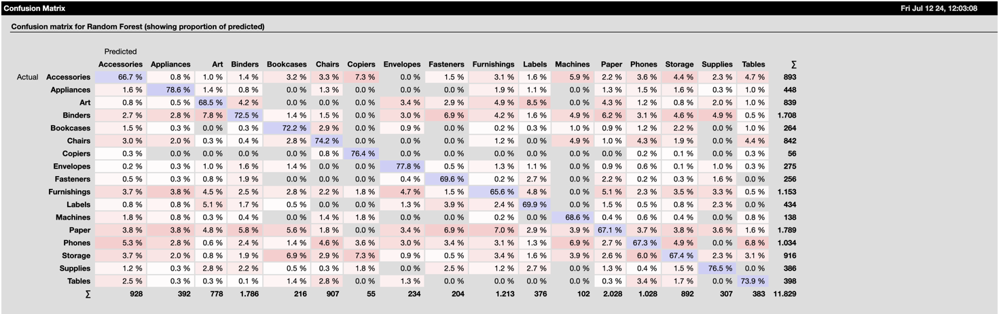 Confusion Matrix Fri Jul 12 24, 12:03:08
Confusion matrix for Random Forest (showing proportion of predicted)
Predicted
Accessories Appliances Art Binders Bookcases Chairs Copiers Envelopes Fasteners Furnishings Labels Machines Paper Phones Storage Supplies Tables Σ
Actual Accessories 66.7 % 0.8 % 1.0 % 1.4 % 3.2 % 3.3 % 7.3 % 0.0 % 1.5 % 3.1 % 1.6 % 5.9 % 2.2 % 3.6 % 4.4 % 2.3 % 4.7 % 893
Appliances 1.6 % 78.6 % 1.4 % 0.8 % 0.0 % 1.3 % 0.0 % 0.0 % 0.0 % 1.9 % 1.1 % 0.0 % 1.3 % 1.5 % 1.6 % 0.3 % 1.0 % 448
Art 0.8 % 0.5 % 68.5 % 4.2 % 0.0 % 0.0 % 0.0 % 3.4 % 2.9 % 4.9 % 8.5 % 0.0 % 4.3 % 1.2 % 0.8 % 2.0 % 1.0 % 839
Binders 2.7 % 2.8 % 7.8 % 72.5 % 1.4 % 1.5 % 0.0 % 3.0 % 6.9 % 4.2 % 1.6 % 4.9 % 6.2 % 3.1 % 4.6 % 4.9 % 0.5 % 1.708
Bookcases 1.5 % 0.3 % 0.0 % 0.3 % 72.2 % 2.9 % 0.0 % 0.9 % 0.0 % 0.2 % 0.3 % 1.0 % 0.9 % 1.2 % 2.2 % 0.0 % 1.0 % 264
Chairs 3.0 % 2.0 % 0.3 % 0.4 % 2.8 % 74.2 % 0.0 % 0.0 % 0.0 % 1.2 % 0.0 % 4.9 % 1.0 % 4.3 % 1.9 % 0.0 % 4.4 % 842
Copiers 0.3 % 0.0 % 0.0 % 0.0 % 0.0 % 0.8 % 76.4 % 0.0 % 0.0 % 0.0 % 0.0 % 0.0 % 0.0 % 0.2 % 0.1 % 0.0 % 0.3 % 56
Envelopes 0.2 % 0.3 % 1.0 % 1.6 % 1.4 % 0.0 % 0.0 % 77.8 % 0.5 % 1.3 % 1.1 % 0.0 % 0.9 % 0.6 % 0.1 % 1.0 % 0.3 % 275
Fasteners 0.5 % 0.3 % 0.8 % 1.9 % 0.0 % 0.0 % 0.0 % 0.4 % 69.6 % 0.2 % 2.7 % 0.0 % 2.2 % 0.2 % 0.3 % 1.6 % 0.0 % 256
Furnishings 3.7 % 3.8 % 4.5 % 2.5 % 2.8 % 2.2 % 1.8 % 4.7 % 1.5 % 65.6 % 4.8 % 0.0 % 5.1 % 2.3 % 3.5 % 3.3 % 0.5 % 1.153
Labels 0.8 % 0.8 % 5.1 % 1.7 % 0.5 % 0.0 % 0.0 % 1.3 % 3.9 % 2.4 % 69.9 % 0.0 % 1.5 % 0.5 % 0.8 % 2.3 % 0.0 % 434
Machines 1.8 % 0.8 % 0.3 % 0.4 % 0.0 % 1.4 % 1.8 % 0.0 % 0.0 % 0.2 % 0.0 % 68.6 % 0.4 % 0.6 % 0.4 % 0.0 % 0.8 % 138
Paper 3.8 % 3.8 % 4.8 % 5.8 % 5.6 % 1.8 % 0.0 % 3.4 % 6.9 % 7.0 % 2.9 % 3.9 % 67.1 % 3.7 % 3.8 % 3.6 % 1.6 % 1.789
Phones 5.3 % 2.8 % 0.6 % 2.4 % 1.4 % 4.6 % 3.6 % 3.0 % 3.4 % 3.1 % 1.3 % 6.9 % 2.7 % 67.3 % 4.9 % 0.0 % 6.8 % 1.034
Storage 3.7 % 2.0 % 0.8 % 1.9 % 6.9 % 2.9 % 7.3 % 0.9 % 0.5 % 3.4 % 1.6 % 3.9 % 2.6 % 6.0 % 67.4 % 2.3 % 3.1 % 916
Supplies 1.2 % 0.3 % 2.8 % 2.2 % 0.5 % 0.3 % 1.8 % 0.0 % 2.5 % 1.2 % 2.7 % 0.0 % 1.3 % 0.4 % 1.5 % 76.5 % 0.0 % 386
Tables 2.5 % 0.3 % 0.3 % 0.1 % 1.4 % 2.8 % 0.0 % 1.3 % 0.0 % 0.0 % 0.0 % 0.0 % 0.3 % 3.4 % 1.7 % 0.0 % 73.9 % 398
Σ 928 392 778 1.786 216 907 55 234 204 1.213 376 102 2.028 1.028 892 307 383 11.829